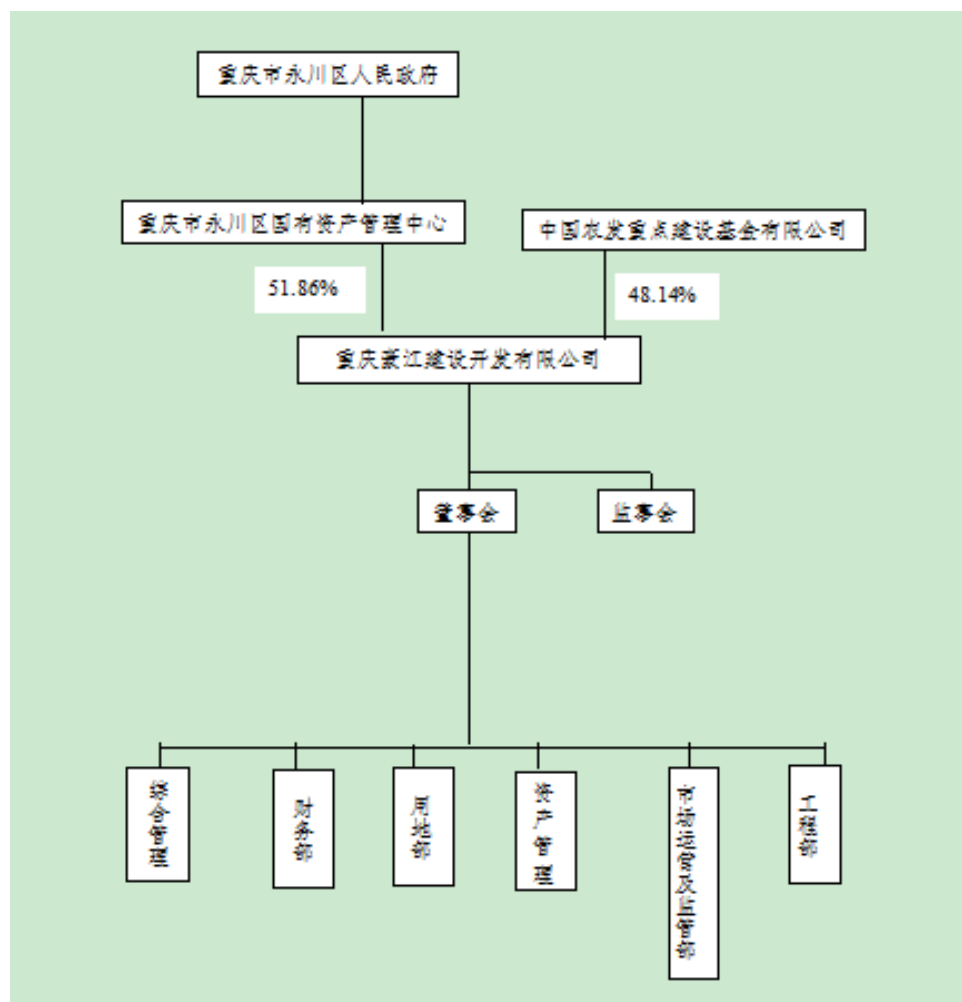 重庆市永川区人民政府
重庆市永川区国有资产管理中心
中国农发重点建设基金有限公司
51.86%
48.14%
重庆豪江建设开发有限公司
董事会
监事会
综合管理
财务部
用地部
资产管理
市场运营及监管部
工程部